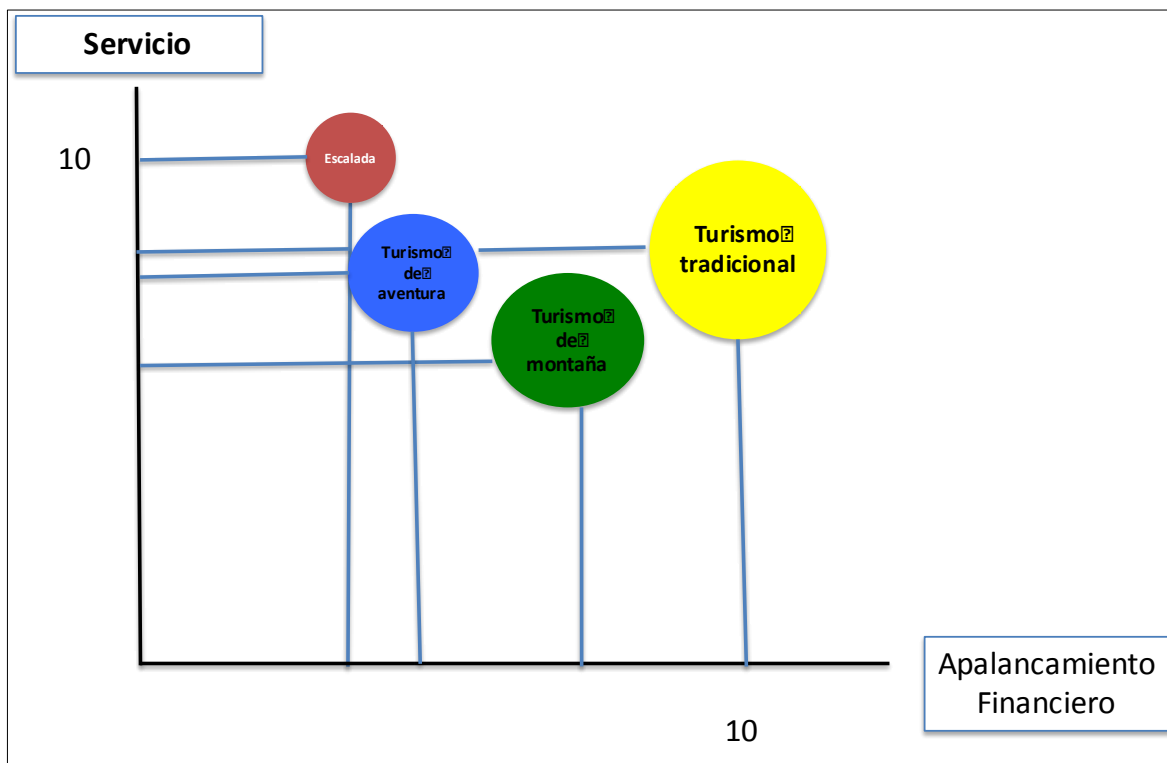 Servicio
10
Escalada
Turismo
de
aventura
Turismo
tradicional
Turismo
de
montaña
Apalancamiento
Financiero
10